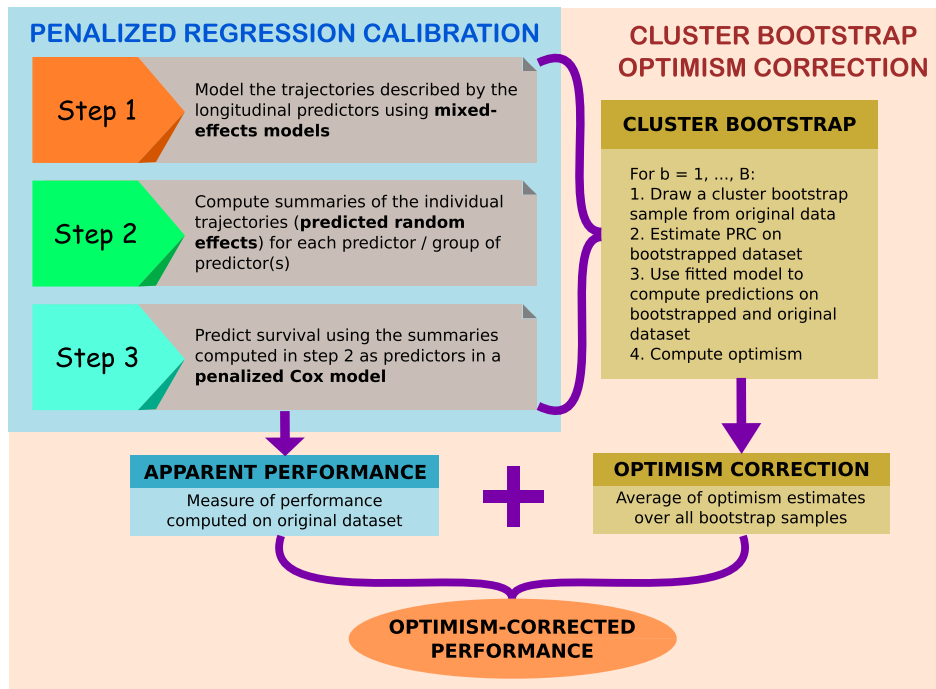 PENALIZED REGRESSION CALIBRATION
Step 1
Model the trajectories described by the
longitudinal predictors using mixed-
effects models
Step 2
Compute summaries of the individual
trajectories (predicted random
effects) for each predictor / group of
predictor(s)
Step 3
Predict survival using the summaries
computed in step 2 as predictors in a
penalized Cox model
CLUSTER BOOTSTRAP
OPTIMISM CORRECTION
CLUSTER BOOTSTRAP
For b = 1, ..., B:
1. Draw a cluster bootstrap
sample from original data
2. Estimate PRC on
bootstrapped dataset
3. Use fitted model to
compute predictions on
bootstrapped and original
dataset
4. Compute optimism
APPARENT PERFORMANCE
Measure of performance
computed on original dataset
OPTIMISM CORRECTION
Average of optimism estimates
over all bootstrap samples
OPTIMISM-CORRECTED
PERFORMANCE